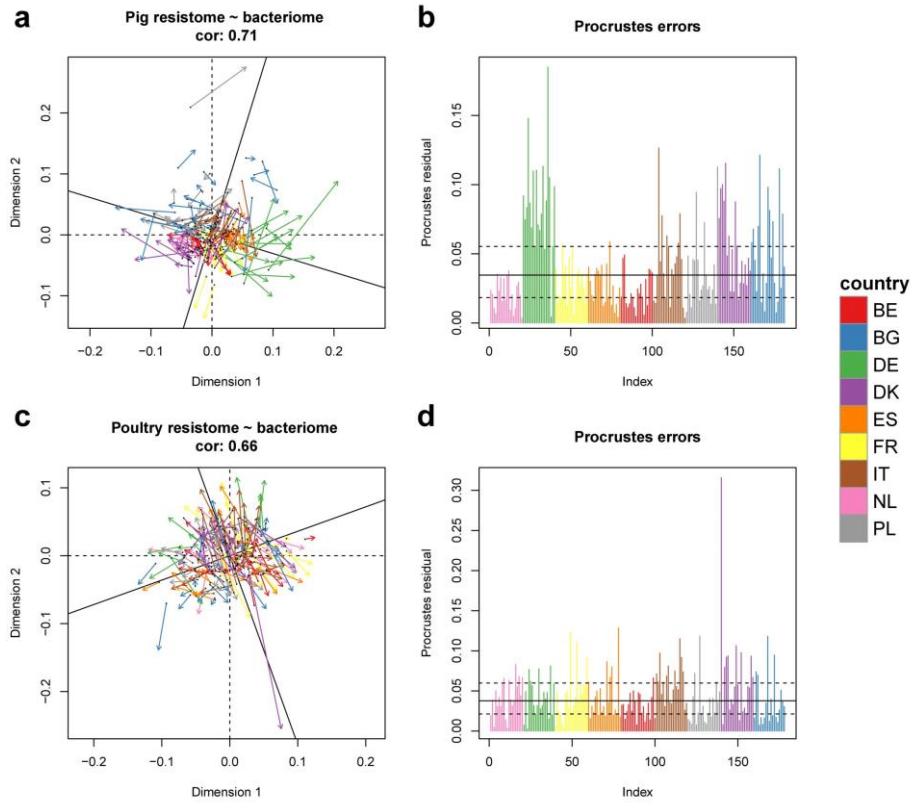 a
Pig resistome ~ bacteriome
cor: 0.71
Dimension 2
0.2
0.1
0.0
−0.1
−0.2
−0.1
0.0
0.1
0.2
Dimension 1
b
Procrustes errors
Procrustes residual
0.15
0.10
0.05
0.00
0
50
100
150
Index
country
BE
BG
DE
DK
ES
FR
IT
NL
PL
c
Poultry resistome ~ bacteriome
cor: 0.66
Dimension 2
0.1
0.0
−0.1
−0.2
−0.2
−0.1
0.0
0.1
0.2
Dimension 1
d
Procrustes errors
Procrustes residual
0.30
0.25
0.20
0.15
0.10
0.05
0.00
0
50
100
150
Index